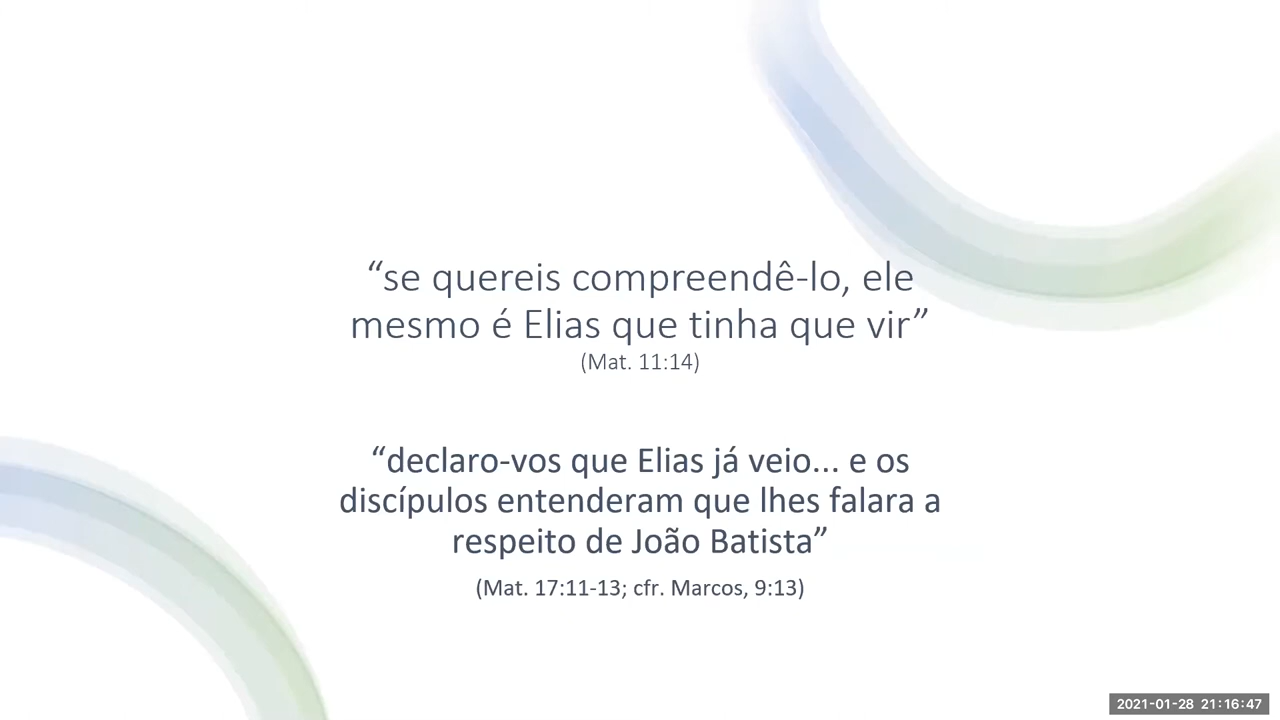 “se quereis compreendê-lo, ele
mesmo é Elias que tinha que vir”
(Mat. 11:14)
“declaro-vos que Elias já veio... e os
discípulos entenderam que lhes falara a
respeito de João Batista”
(Mat. 17:11-13; cfr. Marcos, 9:13)
2021-01-28 21:16:47